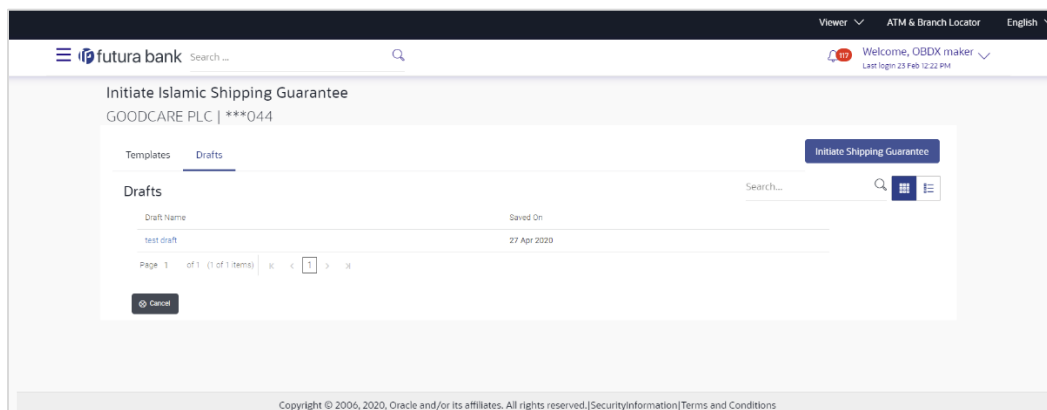 Viewer ATM & Branch Locator English
futura bank Search ... 117 Welcome, OBDX maker
Last login 23 Feb 12:22 PM
Initiate Islamic Shipping Guarantee
GOODCARE PLC | ***044
Templates Drafts Initiate Shipping Guarantee
Drafts Search...
Draft Name Saved On
test draft 27 Apr 2020
Page 1 of 1 (1 of 1 items) 1
Cancel
Copyright © 2006, 2020, Oracle and/or its affiliates. All rights reserved.|SecurityInformation|Terms and Conditions